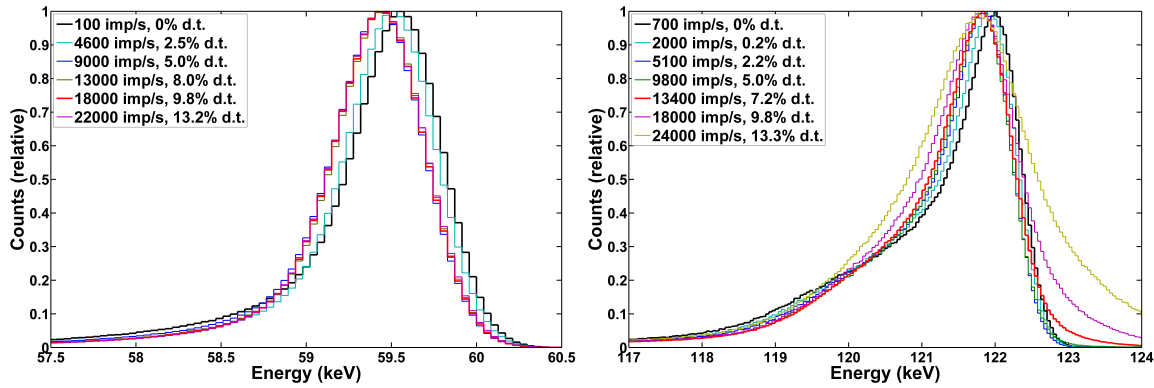 1
0.9
0.8
0.7
0.6
0.5
0.4
0.3
0.2
0.1
0
Counts (relative)
100 imp/s, 0% d.t.
4600 imp/s, 2.5% d.t.
9000 imp/s, 5.0% d.t.
13000 imp/s, 8.0% d.t.
18000 imp/s, 9.8% d.t.
22000 imp/s, 13.2% d.t.
57.5 58 58.5 59 59.5 60 60.5
Energy (keV)
1
0.9
0.8
0.7
0.6
0.5
0.4
0.3
0.2
0.1
0
Counts (relative)
700 imp/s, 0% d.t.
2000 imp/s, 0.2% d.t.
5100 imp/s, 2.2% d.t.
9800 imp/s, 5.0% d.t.
13400 imp/s, 7.2% d.t.
18000 imp/s, 9.8% d.t.
24000 imp/s, 13.3% d.t.
117 118 119 120 121 122 123 124
Energy (keV)